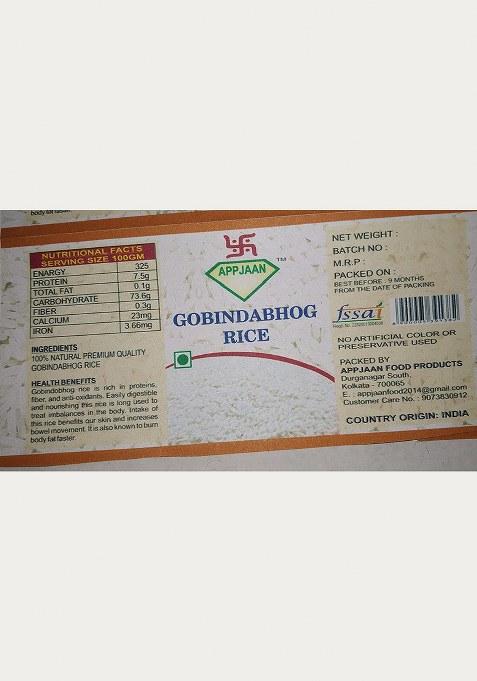 body fat
NUTRITIONAL FACTS
SERVING SIZE 100GM
ENARGY 325
PROTEIN 7.5g
TOTAL FAT 0.1g
CARBOHYDRATE 73.6g
FIBER 0.3g
CALCIUM 23mg
IRON 3.66mg
INGREDIENTS
100% NATURAL PREMIUM QUALITY
GOBINDABHOG RICE
HEALTH BENEFITS
Gobindobhog rice is rich in proteins,
fiber, and anti-oxidants. Easily digestible
and nourishing this rice is long used to
treat imbalances in the body. Intake of
this rice benefits our skin and increases
bowel movement. It is also known to burn
body fat faster.
APPJAAN TM
GOBINDABHOG
RICE
NET WEIGHT :
BATCH NO :
M.R.P :
PACKED ON :
BEST BEFORE : 9 MONTHS
FROM THE DATE OF PACKING
fssai
NO ARTIFICIAL COLOR OR
PRESERVATIVE USED
PACKED BY
APPJAAN FOOD PRODUCTS
Durganagar South,
Kolkata - 700065
E. : appjaanfood2014@gmail.com
Customer Care No. : 9073830912
COUNTRY ORIGIN: INDIA